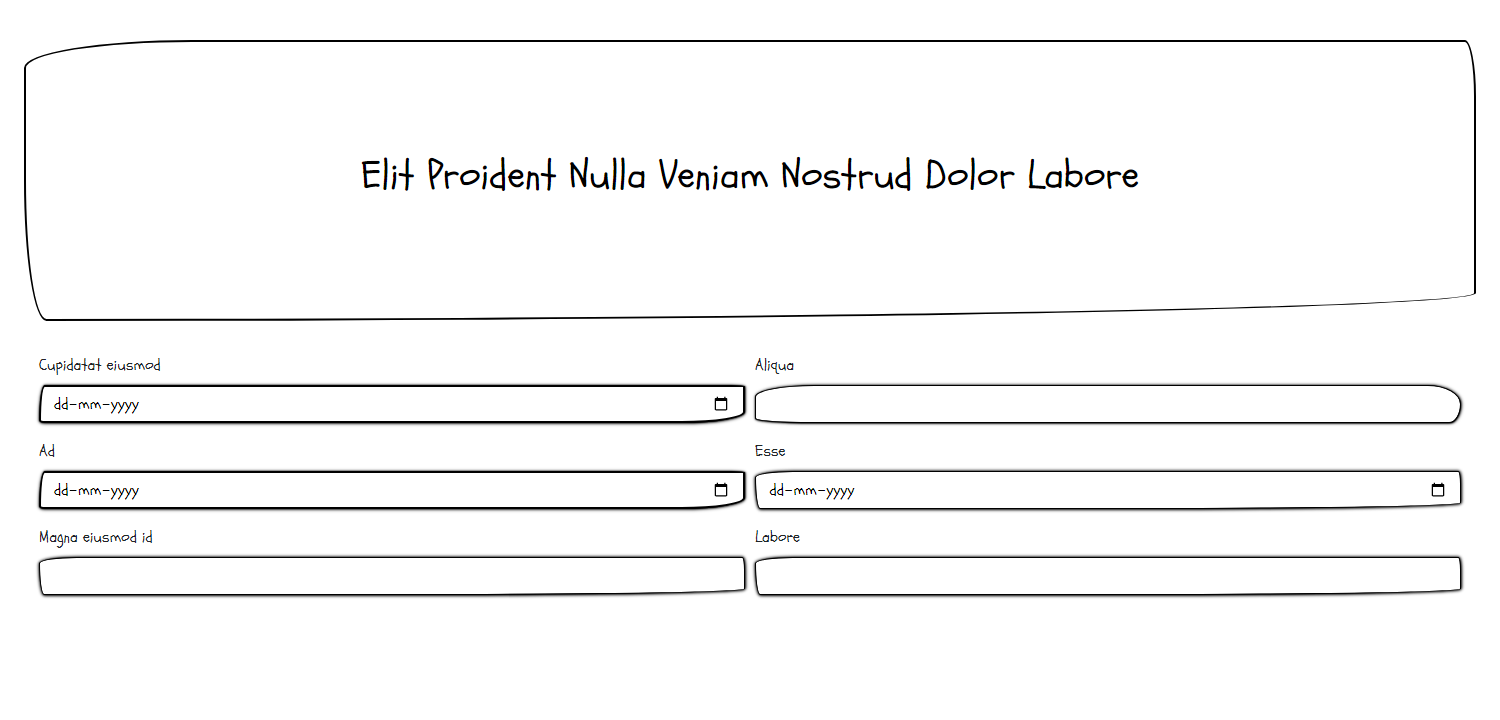 Elit Proident Nulla Veniam Nostrud Dolor Labore
Cupidatat eiusmod
Aliqua
dd-mm-yyyy
Ad
Esse
dd-mm-yyyy
dd-mm-yyyy
Magna eiusmod id
Labore